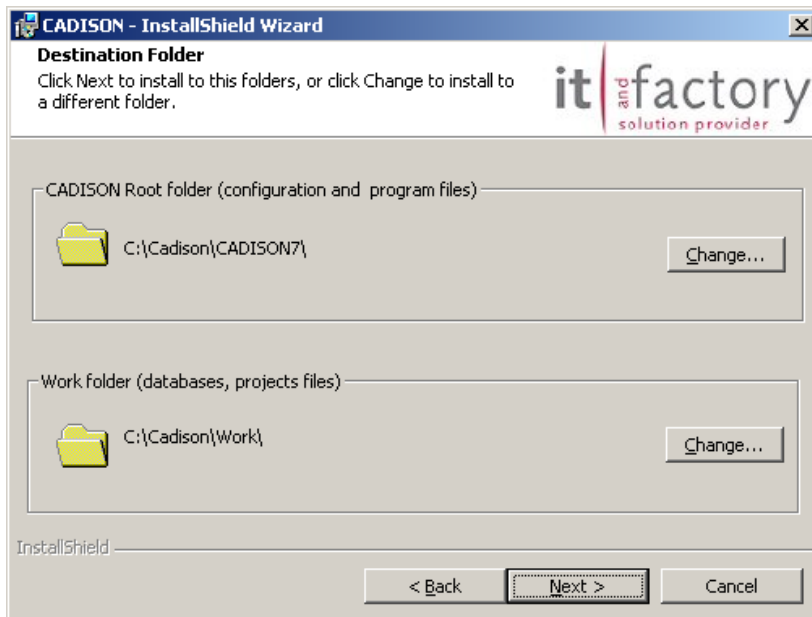 CADISON - InstallShield Wizard
Destination Folder
Click Next to install to this folders, or click Change to install to
a different folder.
it and factory
solution provider
CADISON Root folder (configuration and  program files)
C:\Cadison\CADISON7\
Change...
Work folder (databases, projects files)
C:\Cadison\Work\
Change...
InstallShield
< Back
Next >
Cancel